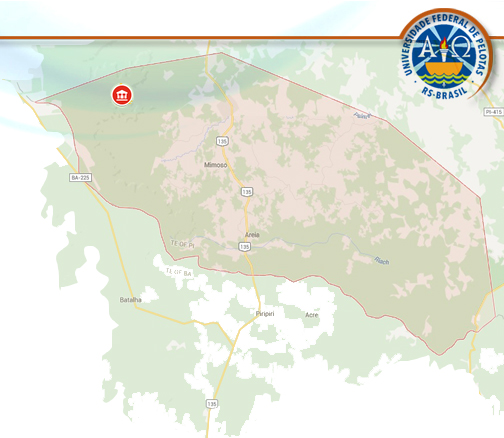 UNIVERSIDADE FEDERAL DE PELOTAS
RS-BRASIL
PI-415
135
Mimoso
BA-225
135
Areia
135
TE OF PI
TE OF BA
Riach
Batalha
Piripiri
Acre
135